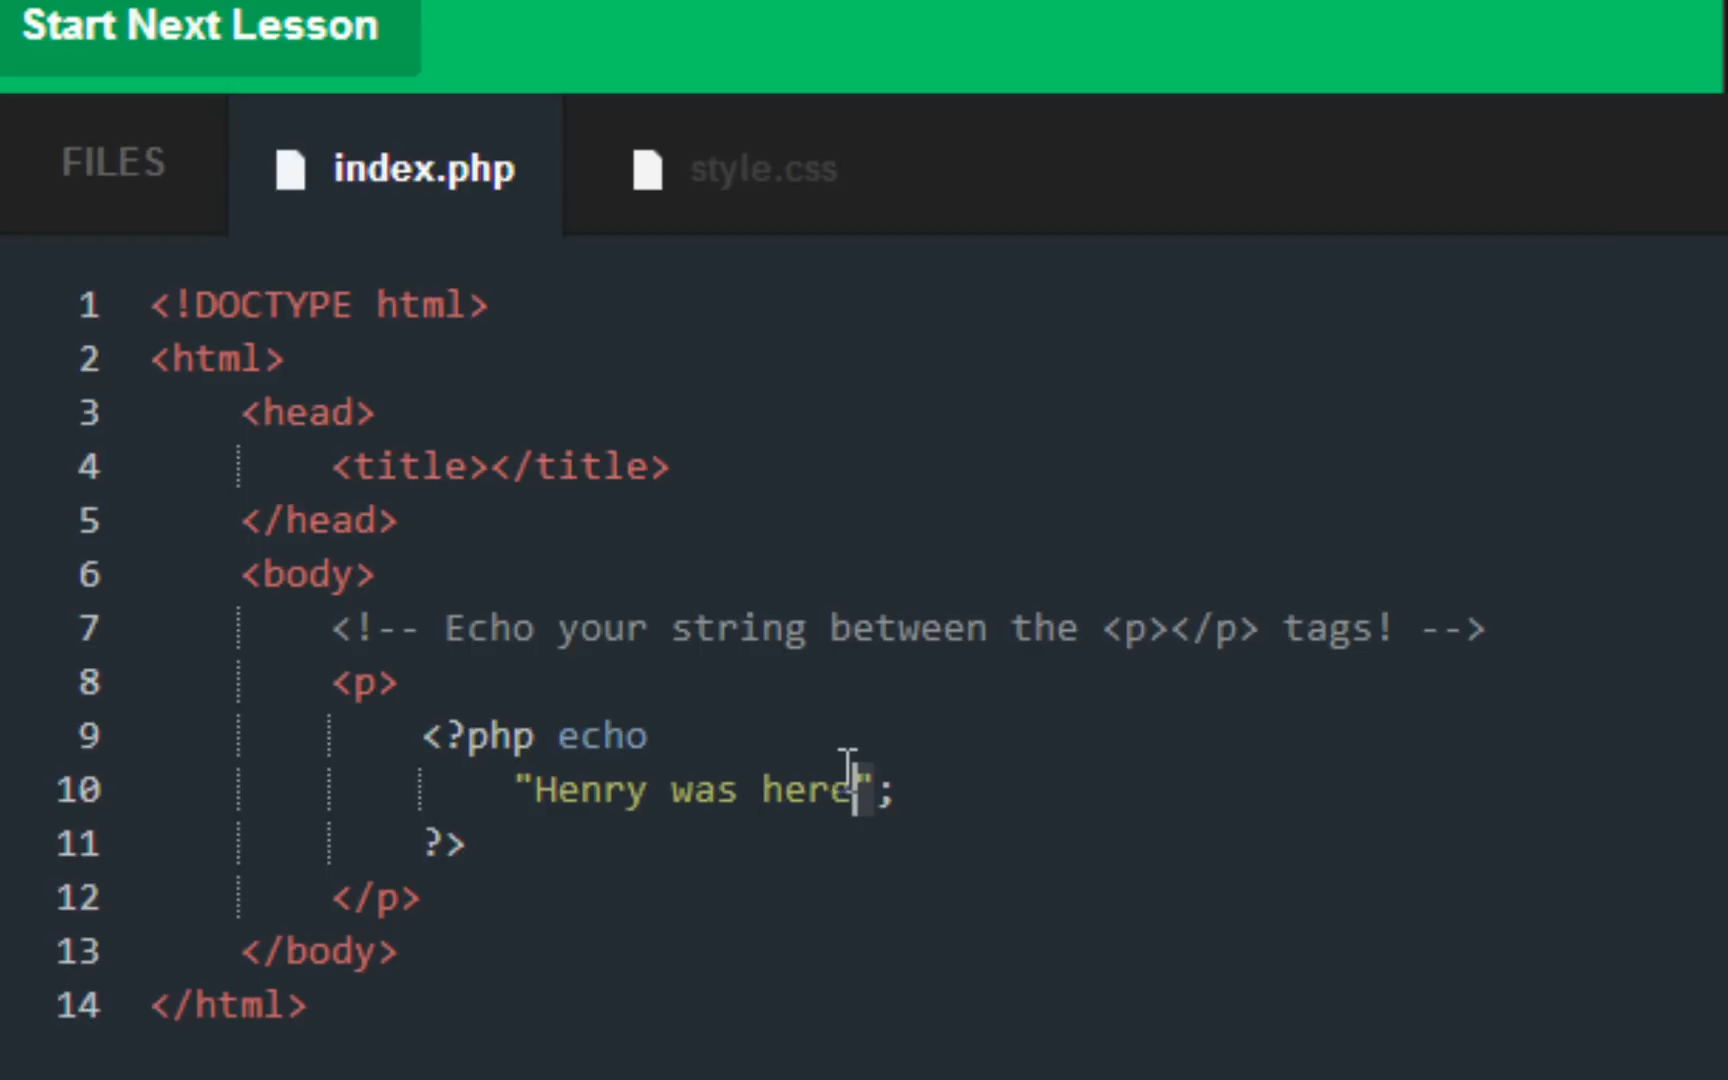 Start Next Lesson
FILES index.php style.css
1 <!DOCTYPE html>
2 <html>
3 <head>
4 <title></title>
5 </head>
6 <body>
7 <!-- Echo your string between the <p></p> tags! -->
8 <p>
9 <?php echo
10 "Henry was here";
11 ?>
12 </p>
13 </body>
14 </html>